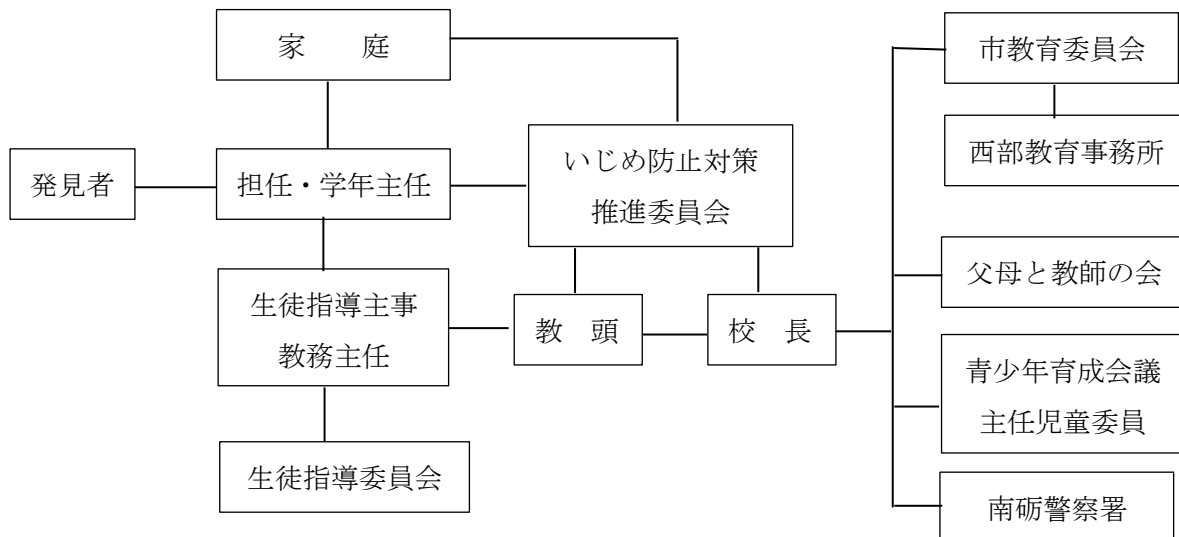 家　　庭
発見者
担任・学年主任
いじめ防止対策
推進委員会
生徒指導主事
教務主任
教　頭
校　長
生徒指導委員会
市教育委員会
西部教育事務所
父母と教師の会
青少年育成会議
主任児童委員
南砺警察署